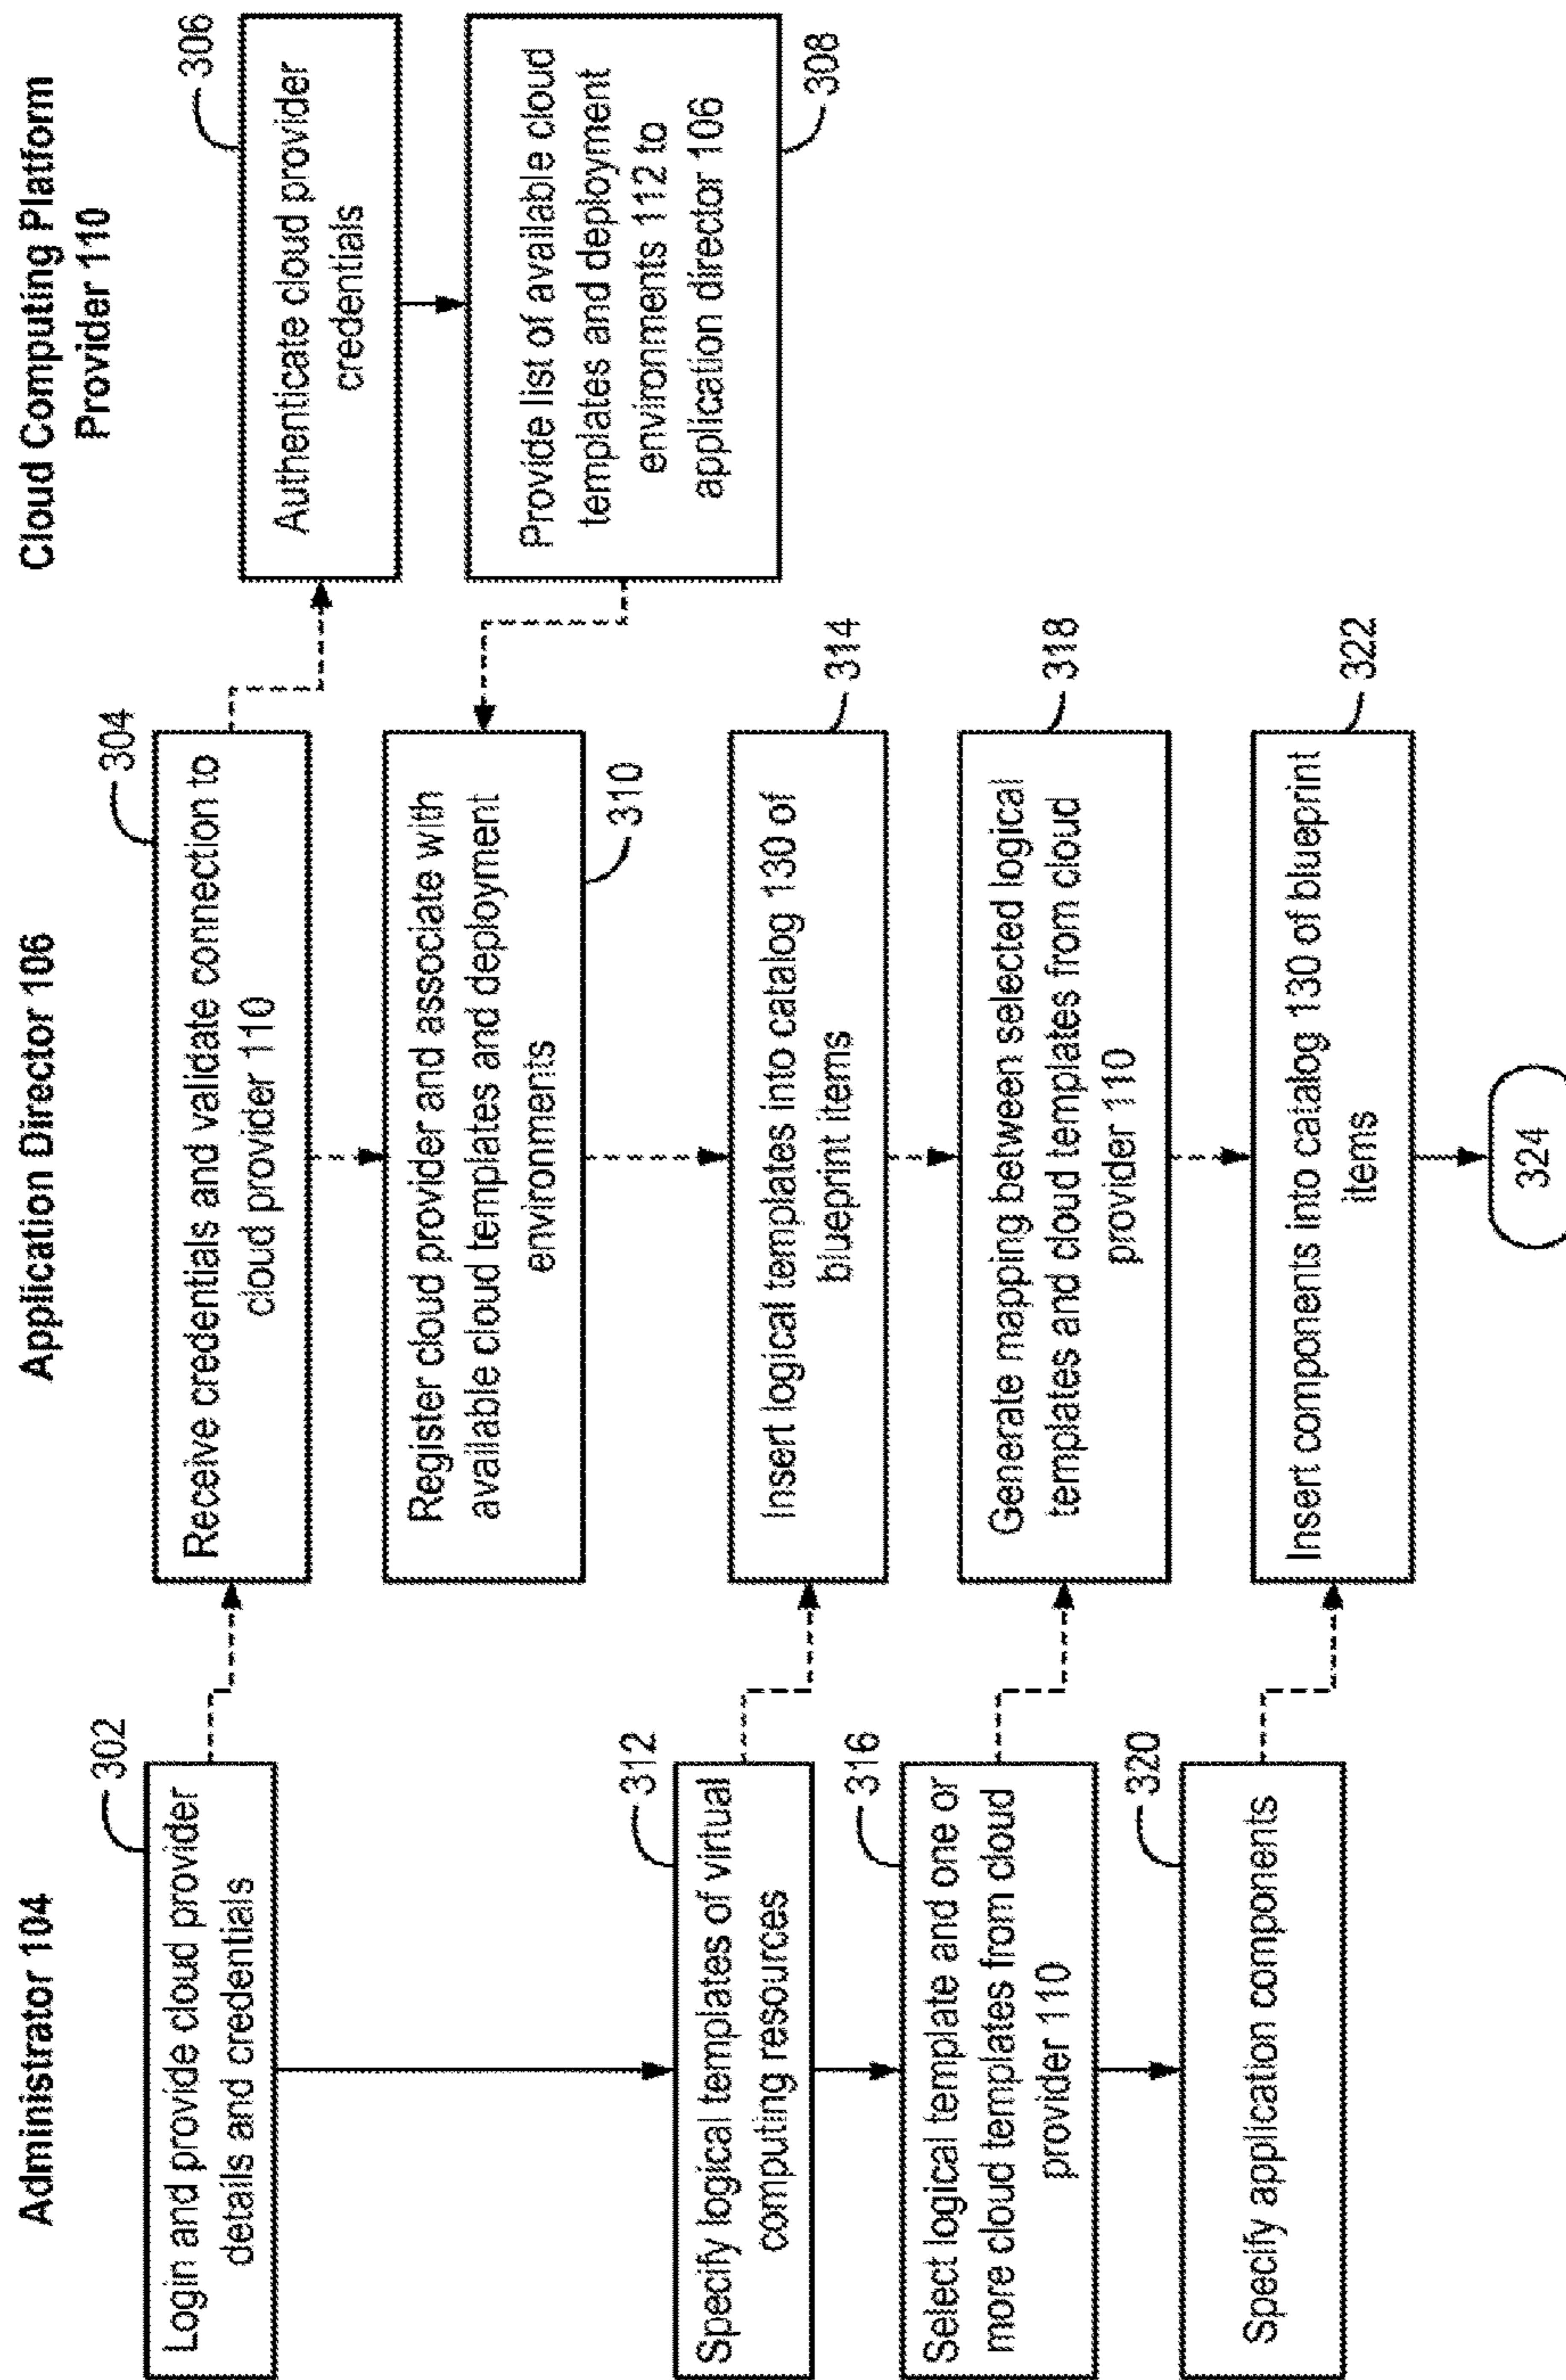 Administrator 104
Application Director 106
Cloud Computing Platform
Provider 110
302
Login and provide cloud provider
details and credentials
304
Receive credentials and validate connection to
cloud provider 110
306
Authenticate cloud provider
credentials
Provide list of available cloud
templates and deployment
environments 112 to
application director 106
308
Register cloud provider and associate with
available cloud templates and deployment
environments
310
312
Specify logical templates of virtual
computing resources
Insert logical templates into catalog 130 of
blueprint items
314
316
Select logical template and one or
more cloud templates from cloud
provider 110
Generate mapping between selected logical
templates and cloud templates from cloud
provider 110
318
320
Specify application components
Insert components into catalog 130 of blueprint
items
322
324